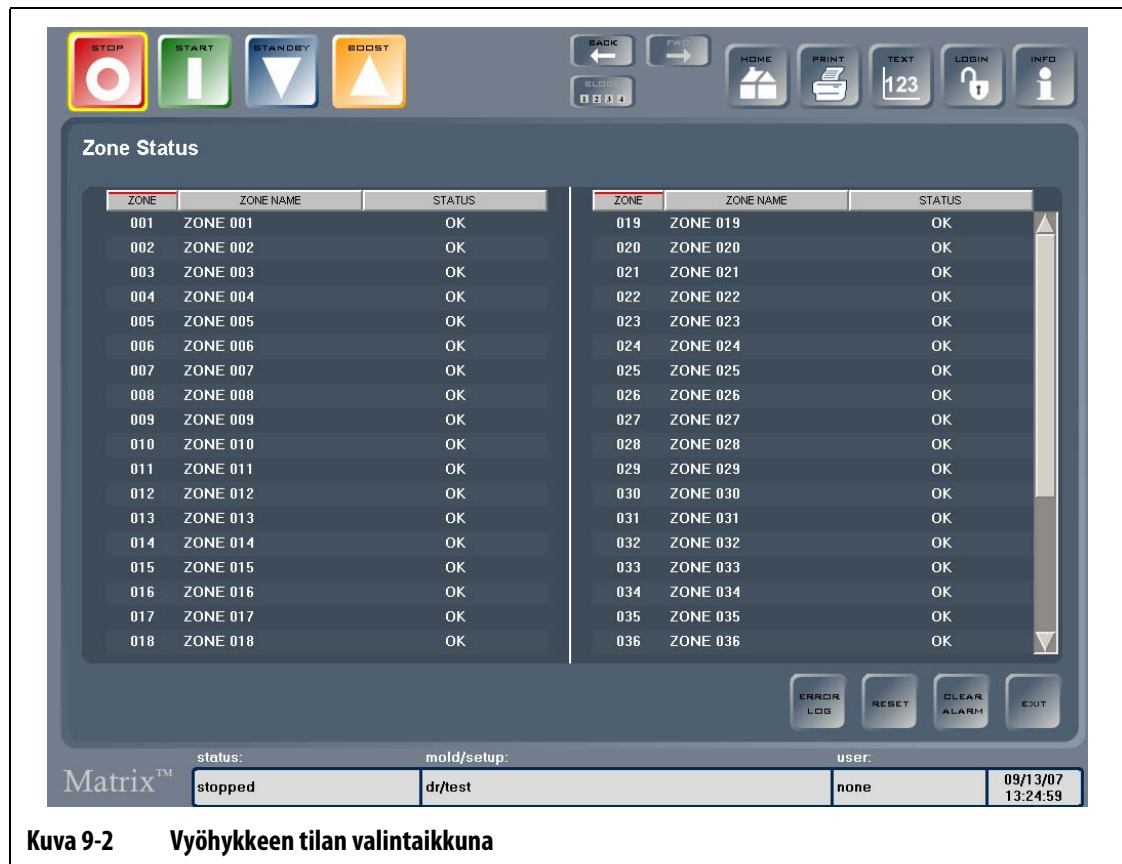 STOP START STANDBY BOOST BACK FWD
BLOCK
1 2 3 4
HOME PRINT TEXT LOGIN INFO
123
Zone Status
ZONE ZONE NAME STATUS ZONE ZONE NAME STATUS
001 ZONE 001 OK 019 ZONE 019 OK
002 ZONE 002 OK 020 ZONE 020 OK
003 ZONE 003 OK 021 ZONE 021 OK
004 ZONE 004 OK 022 ZONE 022 OK
005 ZONE 005 OK 023 ZONE 023 OK
006 ZONE 006 OK 024 ZONE 024 OK
007 ZONE 007 OK 025 ZONE 025 OK
008 ZONE 008 OK 026 ZONE 026 OK
009 ZONE 009 OK 027 ZONE 027 OK
010 ZONE 010 OK 028 ZONE 028 OK
011 ZONE 011 OK 029 ZONE 029 OK
012 ZONE 012 OK 030 ZONE 030 OK
013 ZONE 013 OK 031 ZONE 031 OK
014 ZONE 014 OK 032 ZONE 032 OK
015 ZONE 015 OK 033 ZONE 033 OK
016 ZONE 016 OK 034 ZONE 034 OK
017 ZONE 017 OK 035 ZONE 035 OK
018 ZONE 018 OK 036 ZONE 036 OK
ERROR LOG RESET CLEAR ALARM EXIT
status: mold/setup: user:
Matrix™ stopped dr/test none 09/13/07
13:24:59
Kuva 9-2 Vyöhykkeen tilan valintaikkuna